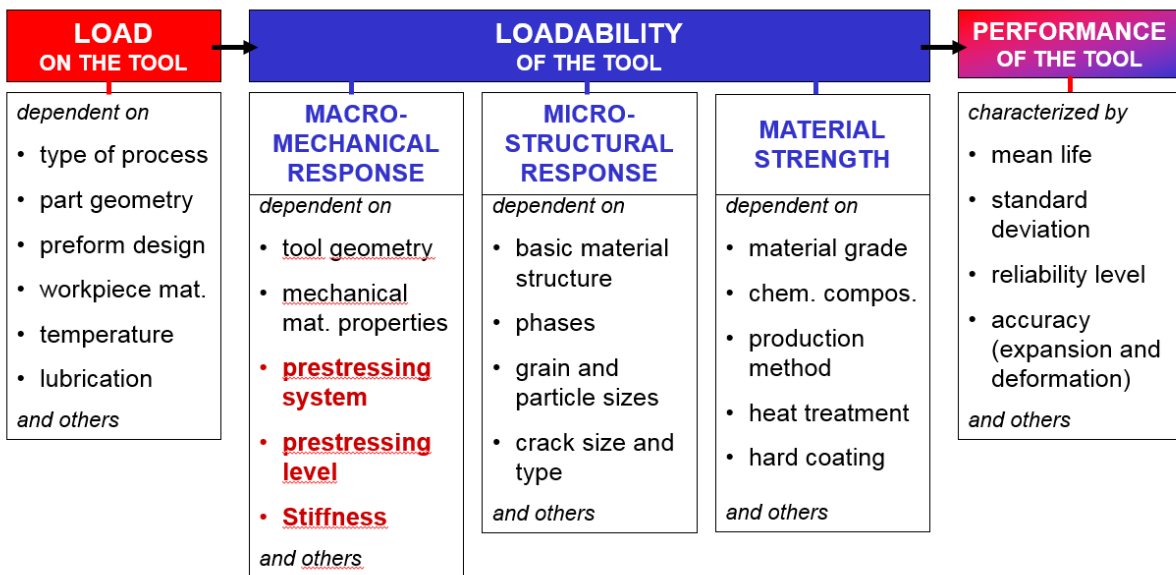 LOAD
ON THE TOOL
LOADABILITY
OF THE TOOL
PERFORMANCE
OF THE TOOL
dependent on
• type of process
• part geometry
• preform design
• workpiece mat.
• temperature
• lubrication
and others
MACRO-
MECHANICAL
RESPONSE
dependent on
• tool geometry
• mechanical
mat. properties
• prestressing
system
• prestressing
level
• Stiffness
and others
MICRO-
STRUCTURAL
RESPONSE
dependent on
• basic material
structure
• phases
• grain and
particle sizes
• crack size and
type
and others
MATERIAL
STRENGTH
dependent on
• material grade
• chem. compos.
• production
method
• heat treatment
• hard coating
and others
characterized by
• mean life
• standard
deviation
• reliability level
• accuracy
(expansion and
deformation)
and others